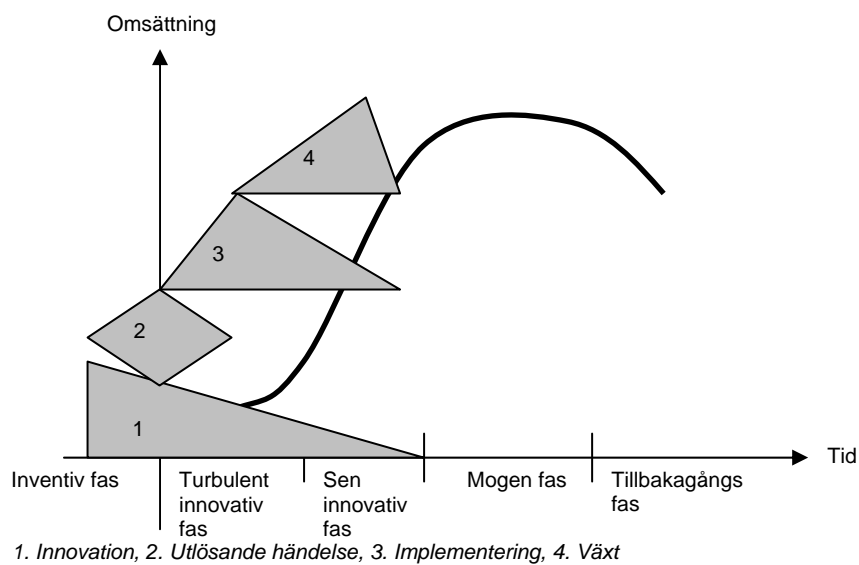 Omsättning
4
3
2
1
Tid
Inventiv fas
Turbulent
innovativ
fas
Sen
innovativ
fas
Mogen fas
Tillbakagångs
fas
1. Innovation, 2. Utlösande händelse, 3. Implementering, 4. Växt